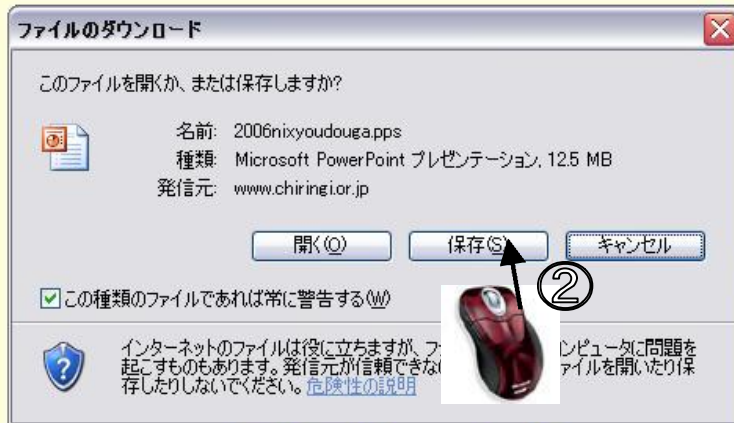 ファイルのダウンロード
このファイルを開くか、または保存しますか?
名前: 2006nixyoudouga.pps
種類: Microsoft PowerPoint プレゼンテーション, 12.5 MB
発信元: www.chiringi.or.jp
開く(O) 保存(S) キャンセル
②
この種類のファイルであれば常に警告する(W)
インターネットのファイルは役に立ちますが、フ ンピュータに問題を
起こすものもあります。発信元が信頼できな ァイルを開いたり保
存したりしないでください。危険性の説明